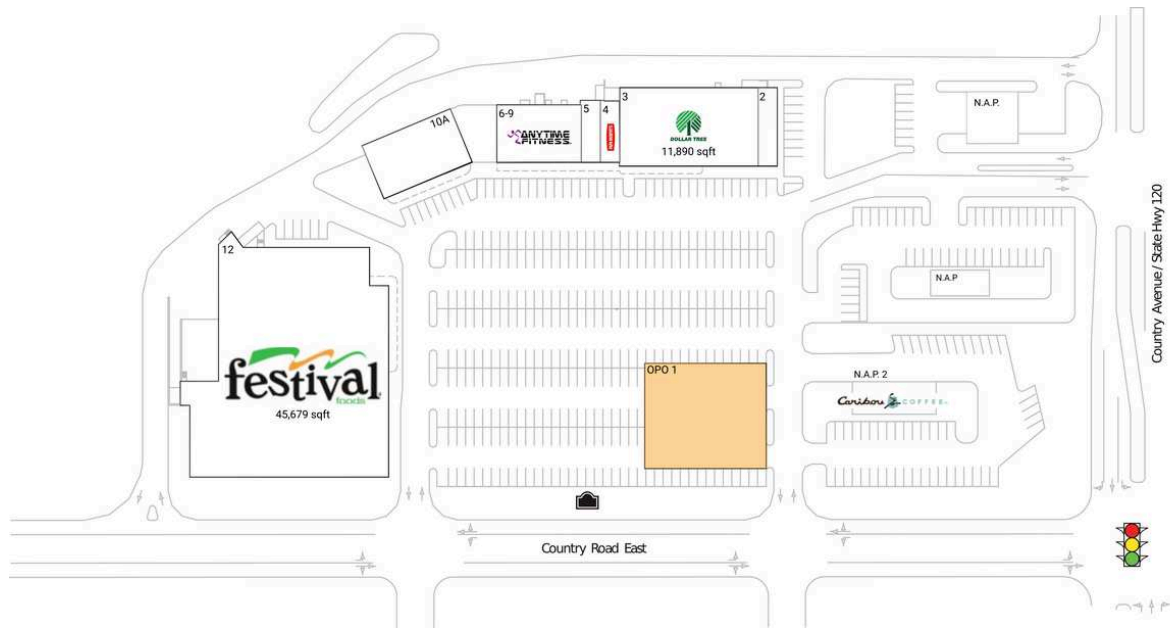 3
2
6-9
5
4
N.A.P.
10A
ANYTIME
FITNESS
DOLLAR TREE
11,890 sqft
Country Avenue / State Hwy 120
12
N.A.P
festival
foods
45,679 sqft
OPO 1
N.A.P. 2
Caribou COFFEE
Country Road East